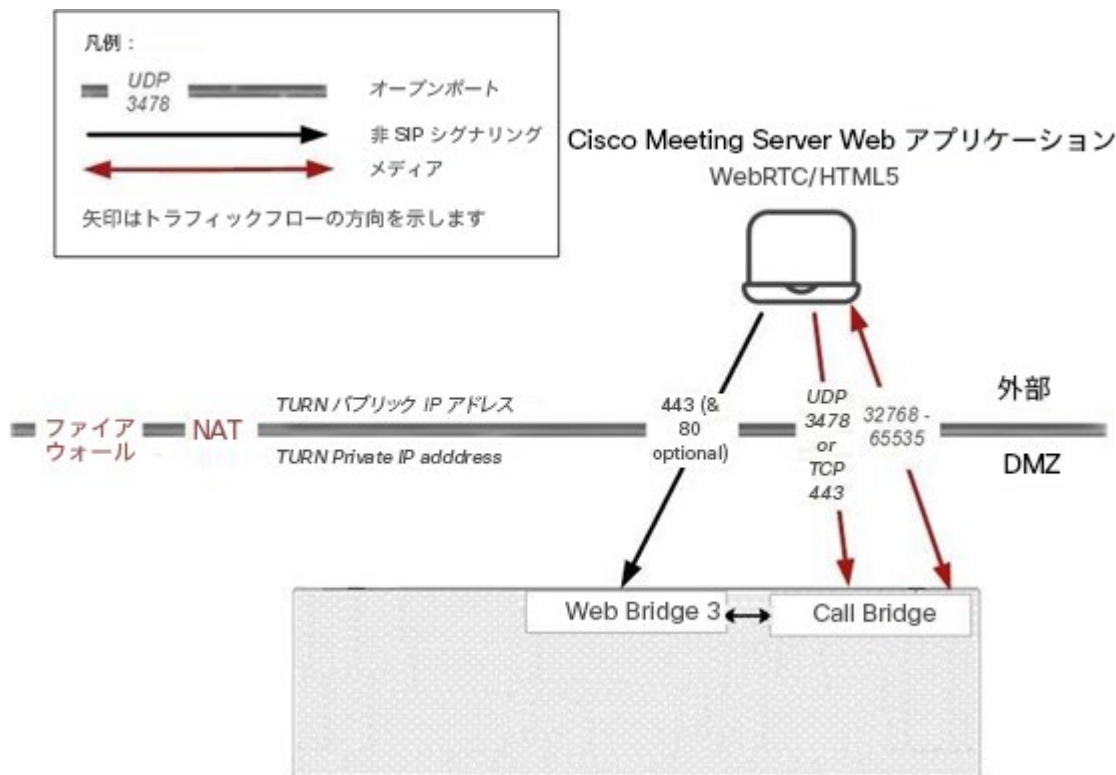 凡例：
UDP
3478
オープンポート
非 SIP シグナリング
メディア
矢印はトラフィックフローの方向を示します
Cisco Meeting Server Web アプリケーション
WebRTC/HTML5
ファイア
ウォール
NAT
TURN パブリック IP アドレス
TURN Private IP adddress
443 (&
80
optional)
UDP
3478
or
TCP
443
32768 -
65535
外部
DMZ
Web Bridge 3
Call Bridge